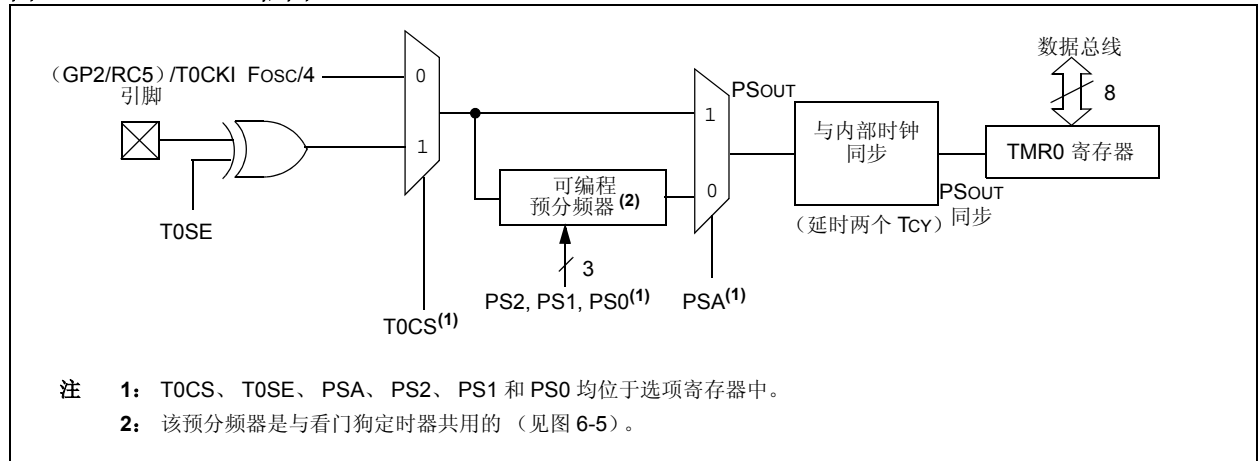 数据总线
8
（GP2/RC5）/T0CKI FOSC/4
引脚
0
1
T0SE
T0CS(1)
可编程
预分频器(2)
3
PS2, PS1, PS0(1)
1
0
PSA(1)
PSOUT
与内部时钟
同步
（延时两个 TCY）
PSOUT
同步
TMR0 寄存器
注 1： T0CS、 T0SE、 PSA、 PS2、 PS1 和 PS0 均位于选项寄存器中。
2： 该预分频器是与看门狗定时器共用的 （见图 6-5）。